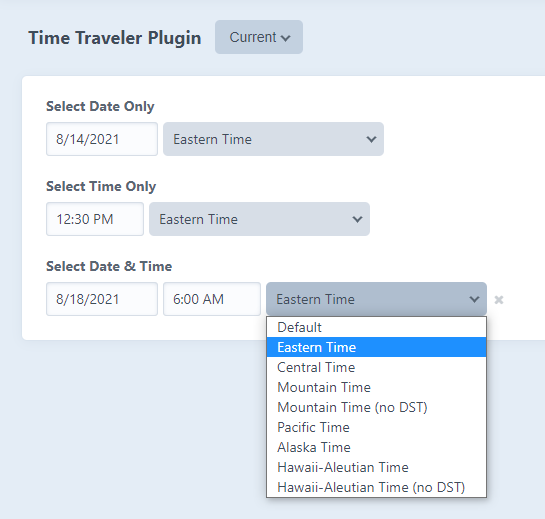 Time Traveler Plugin Current
Select Date Only
8/14/2021 Eastern Time
Select Time Only
12:30 PM Eastern Time
Select Date & Time
8/18/2021 6:00 AM Eastern Time
Default
Eastern Time
Central Time
Mountain Time
Mountain Time (no DST)
Pacific Time
Alaska Time
Hawaii-Aleutian Time
Hawaii-Aleutian Time (no DST)